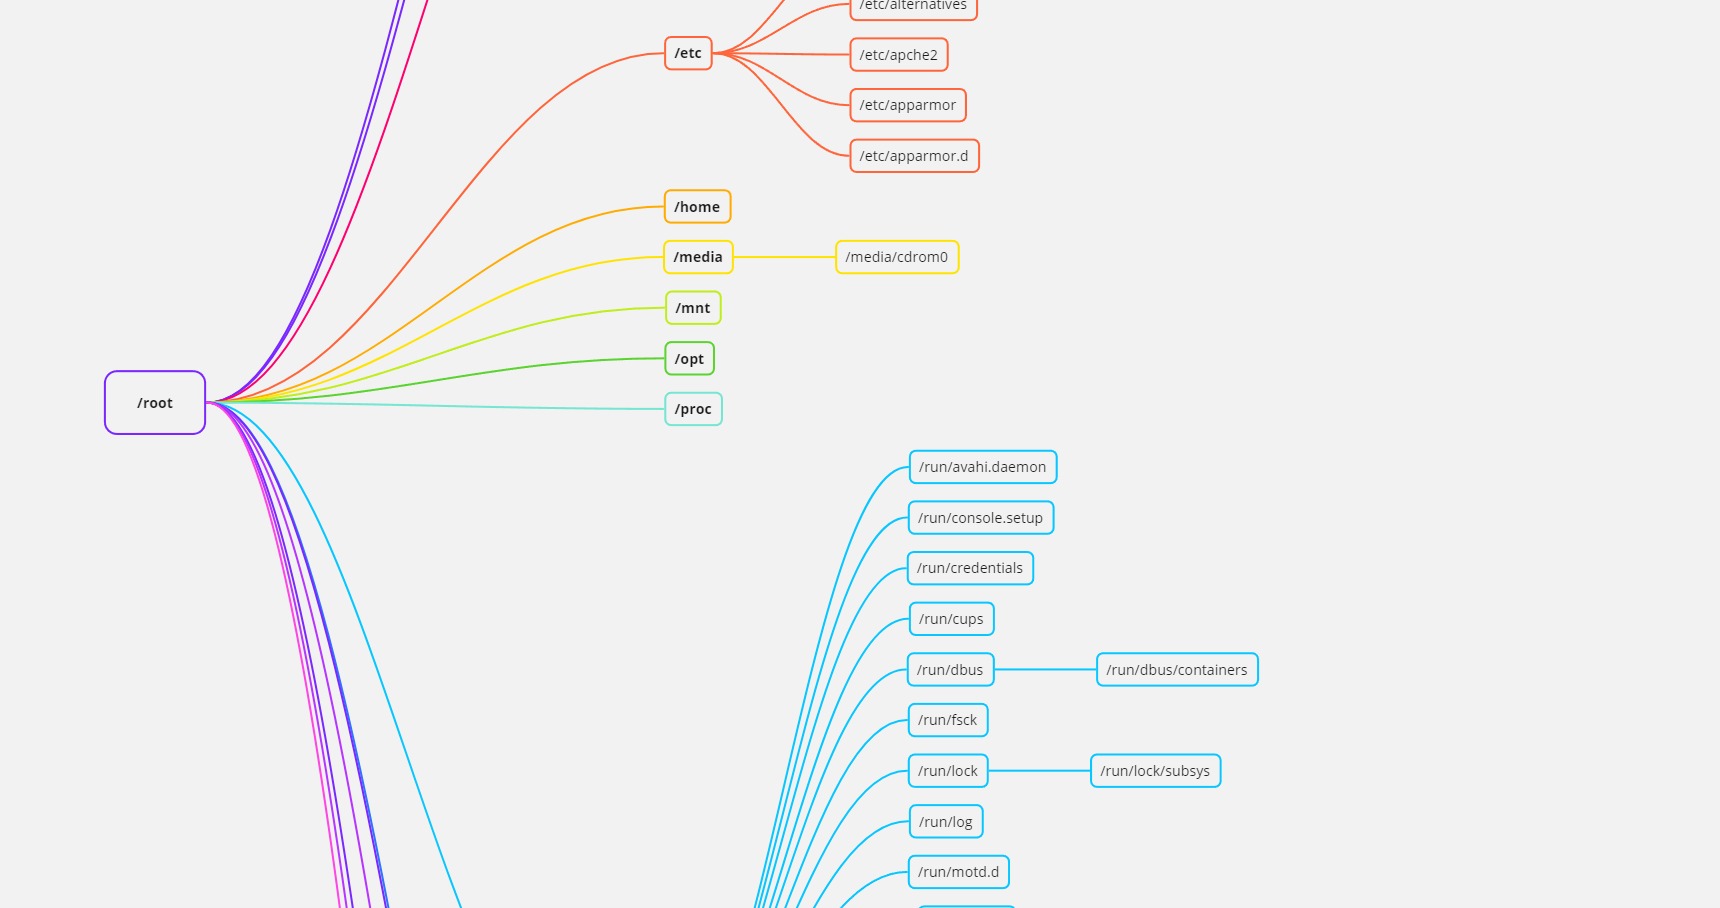 /etc/alternatives
/etc
/etc/apche2
/etc/apparmor
/etc/apparmor.d
/home
/media
/media/cdrom0
/mnt
/opt
/root
/proc
/run/avahi.daemon
/run/console.setup
/run/credentials
/run/cups
/run/dbus
/run/dbus/containers
/run/fsck
/run/lock
/run/lock/subsys
/run/log
/run/motd.d